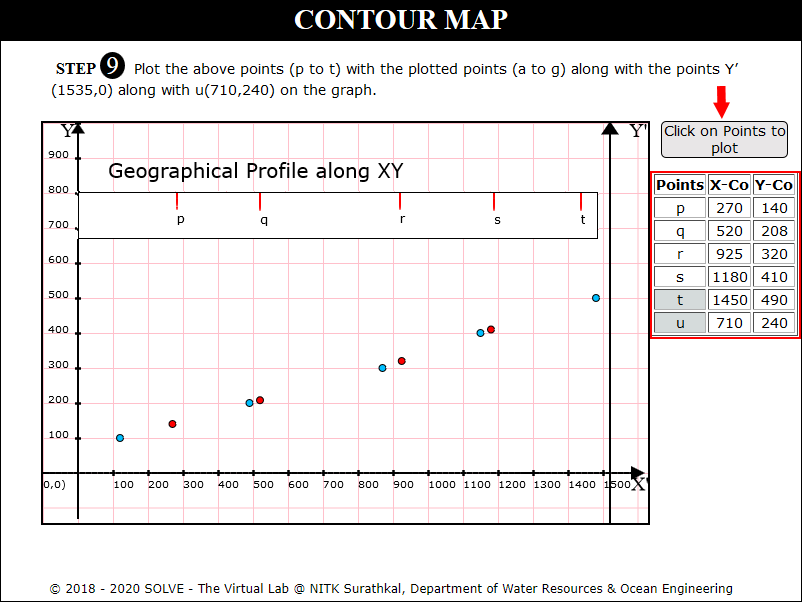 CONTOUR MAP
STEP 9 Plot the above points (p to t) with the plotted points (a to g) along with the points Y’
(1535,0) along with u(710,240) on the graph.
Click on Points to
plot
Y Y'
900
Geographical Profile along XY
800
p q r s t
700
600
500
400
300
200
100
0,0) 100 200 300 400 500 600 700 800 900 1000 1100 1200 1300 1400 1500 X'
Points X-Co Y-Co
p 270 140
q 520 208
r 925 320
s 1180 410
t 1450 490
u 710 240
© 2018 - 2020 SOLVE - The Virtual Lab @ NITK Surathkal, Department of Water Resources & Ocean Engineering